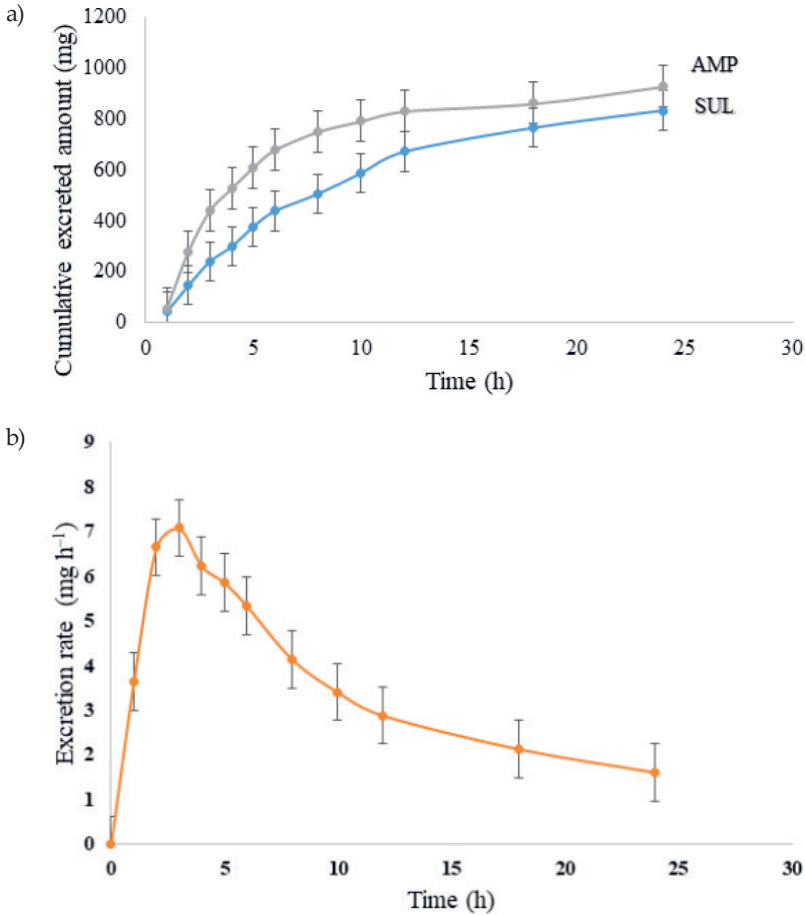 a)
Cumulative excreted amount (mg)
1200
1000
800
600
400
200
0
AMP
SUL
0 5 10 15 20 25 30
Time (h)
b)
Excretion rate (mg h⁻¹)
9
8
7
6
5
4
3
2
1
0
0 5 10 15 20 25 30
Time (h)